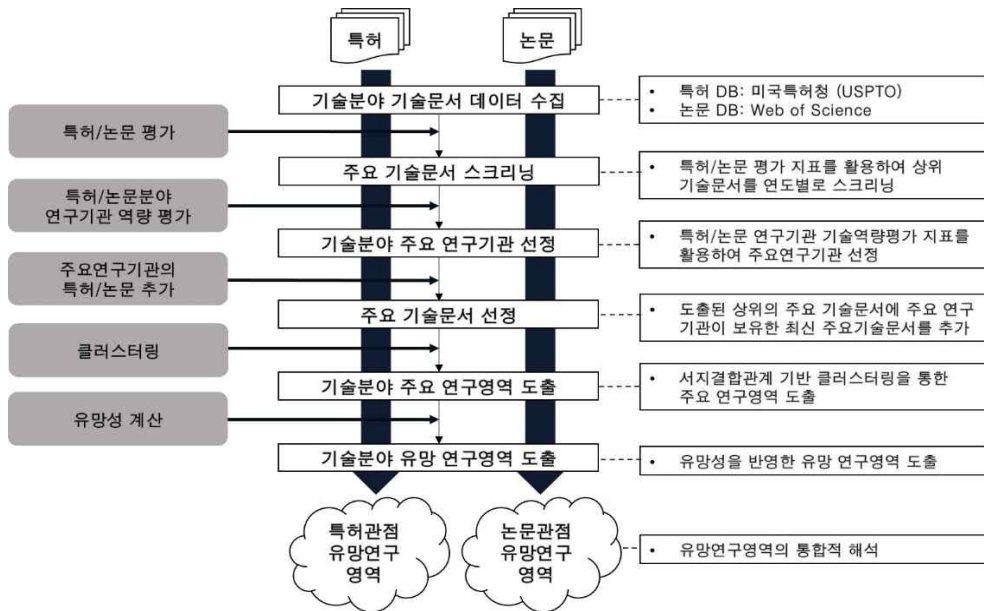 특허
논문
기술분야 기술문서 데이터 수집
• 특허 DB: 미국특허청 (USPTO)
• 논문 DB: Web of Science
특허/논문 평가
주요 기술문서 스크리닝
• 특허/논문 평가 지표를 활용하여 상위
기술문서를 연도별로 스크리닝
특허/논문분야
연구기관 역량 평가
기술분야 주요 연구기관 선정
• 특허/논문 연구기관 기술역량평가 지표를
활용하여 주요연구기관 선정
주요연구기관의
특허/논문 추가
주요 기술문서 선정
• 도출된 상위의 주요 기술문서에 주요 연구
기관이 보유한 최신 주요기술문서를 추가
클러스터링
기술분야 주요 연구영역 도출
• 서지결합관계 기반 클러스터링을 통한
주요 연구영역 도출
유망성 계산
기술분야 유망 연구영역 도출
• 유망성을 반영한 유망 연구영역 도출
특허관점
유망연구
영역
논문관점
유망연구
영역
• 유망연구영역의 통합적 해석